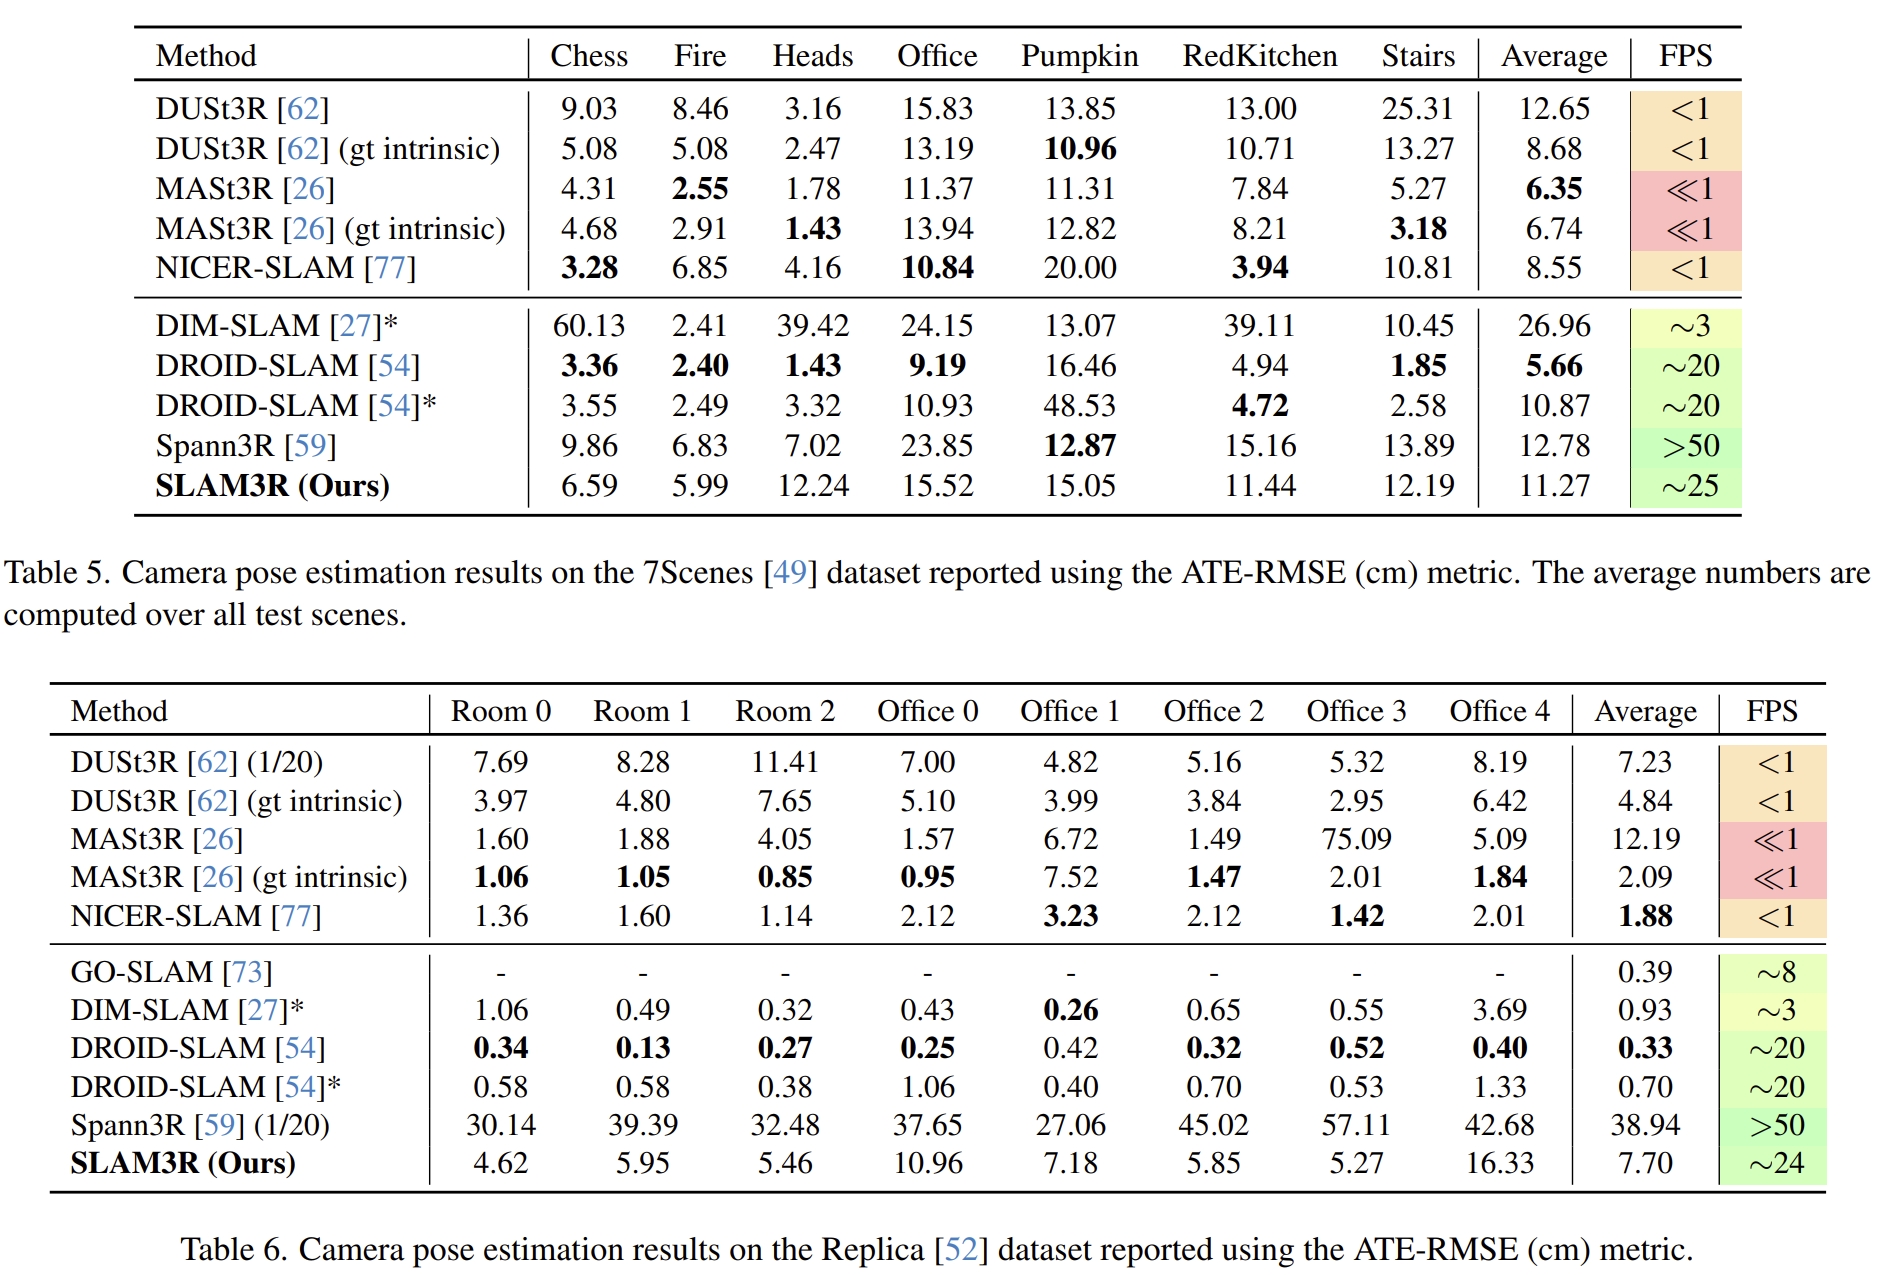 Method Chess Fire Heads Office Pumpkin RedKitchen Stairs Average FPS
DUSt3R [62] 9.03 8.46 3.16 15.83 13.85 13.00 25.31 12.65 <1
DUSt3R [62] (gt intrinsic) 5.08 5.08 2.47 13.19 10.96 10.71 13.27 8.68 <1
MASt3R [26] 4.31 2.55 1.78 11.37 11.31 7.84 5.27 6.35 ≪1
MASt3R [26] (gt intrinsic) 4.68 2.91 1.43 13.94 12.82 8.21 3.18 6.74 ≪1
NICER-SLAM [77] 3.28 6.85 4.16 10.84 20.00 3.94 10.81 8.55 <1
DIM-SLAM [27]* 60.13 2.41 39.42 24.15 13.07 39.11 10.45 26.96 ∼3
DROID-SLAM [54] 3.36 2.40 1.43 9.19 16.46 4.94 1.85 5.66 ∼20
DROID-SLAM [54]* 3.55 2.49 3.32 10.93 48.53 4.72 2.58 10.87 ∼20
Spann3R [59] 9.86 6.83 7.02 23.85 12.87 15.16 13.89 12.78 >50
SLAM3R (Ours) 6.59 5.99 12.24 15.52 15.05 11.44 12.19 11.27 ∼25
Table 5. Camera pose estimation results on the 7Scenes [49] dataset reported using the ATE-RMSE (cm) metric. The average numbers are
computed over all test scenes.
Method Room 0 Room 1 Room 2 Office 0 Office 1 Office 2 Office 3 Office 4 Average FPS
DUSt3R [62] (1/20) 7.69 8.28 11.41 7.00 4.82 5.16 5.32 8.19 7.23 <1
DUSt3R [62] (gt intrinsic) 3.97 4.80 7.65 5.10 3.99 3.84 2.95 6.42 4.84 <1
MASt3R [26] 1.60 1.88 4.05 1.57 6.72 1.49 75.09 5.09 12.19 ≪1
MASt3R [26] (gt intrinsic) 1.06 1.05 0.85 0.95 7.52 1.47 2.01 1.84 2.09 ≪1
NICER-SLAM [77] 1.36 1.60 1.14 2.12 3.23 2.12 1.42 2.01 1.88 <1
GO-SLAM [73] - - - - - - - - 0.39 ∼8
DIM-SLAM [27]* 1.06 0.49 0.32 0.43 0.26 0.65 0.55 3.69 0.93 ∼3
DROID-SLAM [54] 0.34 0.13 0.27 0.25 0.42 0.32 0.52 0.40 0.33 ∼20
DROID-SLAM [54]* 0.58 0.58 0.38 1.06 0.40 0.70 0.53 1.33 0.70 ∼20
Spann3R [59] (1/20) 30.14 39.39 32.48 37.65 27.06 45.02 57.11 42.68 38.94 >50
SLAM3R (Ours) 4.62 5.95 5.46 10.96 7.18 5.85 5.27 16.33 7.70 ∼24
Table 6. Camera pose estimation results on the Replica [52] dataset reported using the ATE-RMSE (cm) metric.